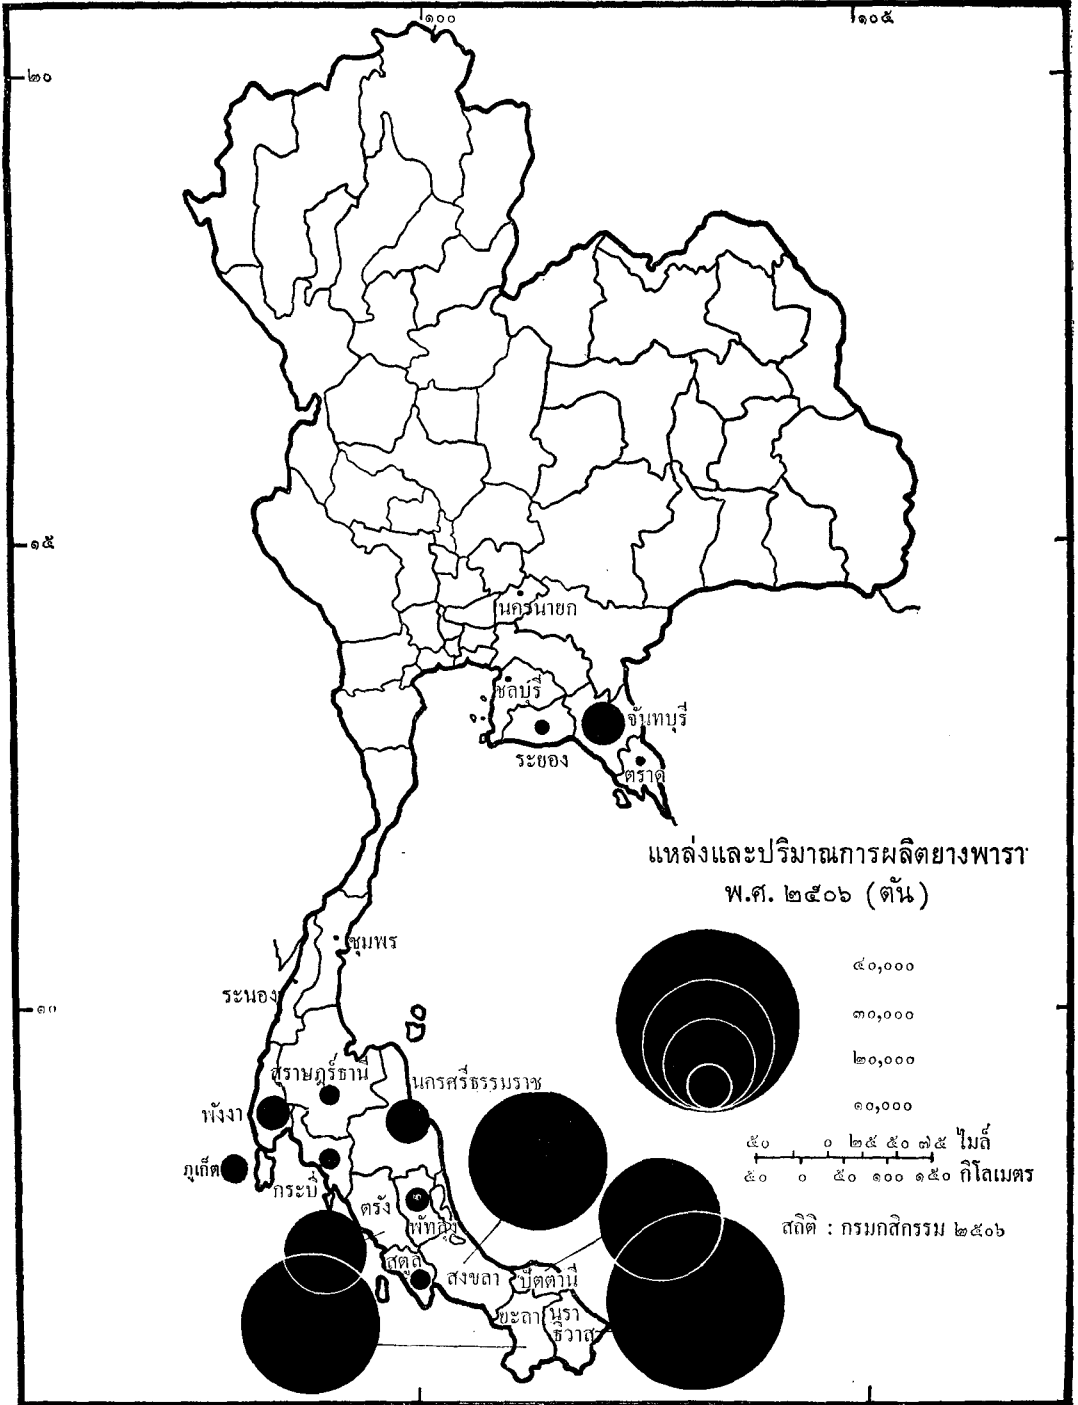 ๑๐๐
๑๐๕
๒๐
๑๕
นครนายก
ชลบุรี
จันทบุรี
ระยอง
ตราด
แหล่งและปริมาณการผลิตยางพารา
พ.ศ. ๒๕๐๖ (ตัน)
ชุมพร
๔๐,๐๐๐
ระนอง
๑๐
๓๐,๐๐๐
๒๐,๐๐๐
สุราษฎร์ธานี
นครศรีธรรมราช
๑๐,๐๐๐
พังงา
๕๐ ๐ ๒๕ ๕๐ ๗๕ ไมล์
ภูเก็ต
๕๐ ๐ ๕๐ ๑๐๐ ๑๕๐ กิโลเมตร
กระบี่
ตรัง
พัทลุง
สถิติ : กรมกสิกรรม ๒๕๐๖
สตูล
สงขลา
ปัตตานี
ยะลา
นรา
ธิวาส